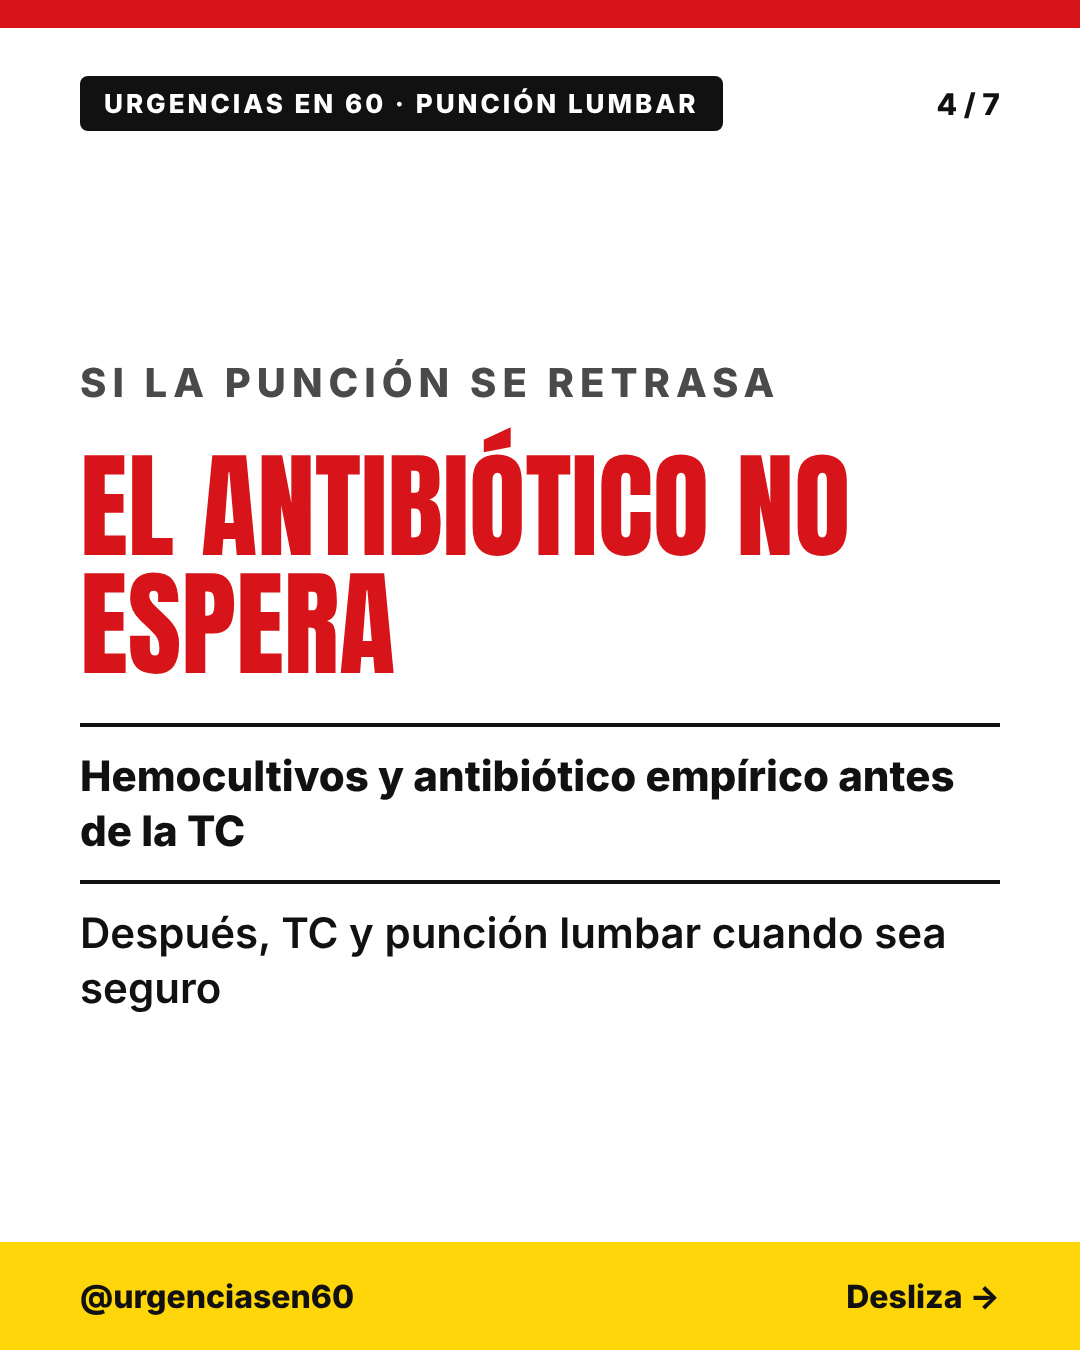 URGENCIAS EN 60 · PUNCIÓN LUMBAR
4 / 7
SI LA PUNCIÓN SE RETRASA
EL ANTIBIÓTICO NO
ESPERA
Hemocultivos y antibiótico empírico antes
de la TC
Después, TC y punción lumbar cuando sea
seguro
@urgenciasen60
Desliza →